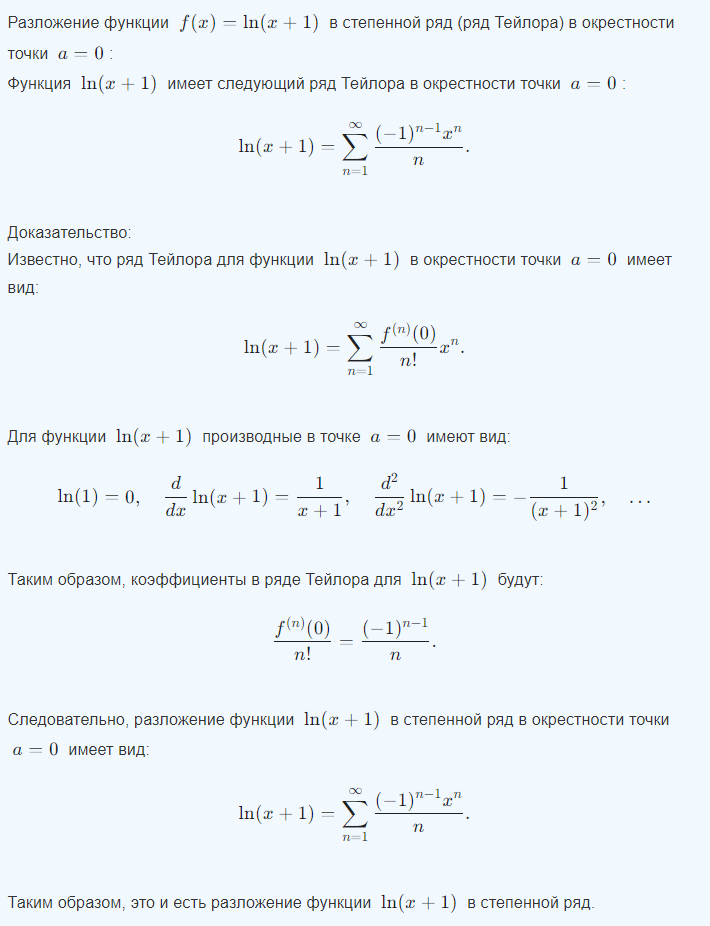 Разложение функции f(x) = ln(x + 1) в степенной ряд (ряд Тейлора) в окрестности
точки a = 0 :
Функция ln(x + 1) имеет следующий ряд Тейлора в окрестности точки a = 0 :
ln(x + 1) = \sum_{n=1}^{\infty} \frac{(-1)^{n-1} x^n}{n}.
Доказательство:
Известно, что ряд Тейлора для функции ln(x + 1) в окрестности точки a = 0 имеет
вид:
ln(x + 1) = \sum_{n=1}^{\infty} \frac{f^{(n)}(0)}{n!} x^n.
Для функции ln(x + 1) производные в точке a = 0 имеют вид:
ln(1) = 0, \frac{d}{dx} ln(x + 1) = \frac{1}{x + 1}, \frac{d^2}{dx^2} ln(x + 1) = -\frac{1}{(x + 1)^2}, ...
Таким образом, коэффициенты в ряде Тейлора для ln(x + 1) будут:
\frac{f^{(n)}(0)}{n!} = \frac{(-1)^{n-1}}{n}.
Следовательно, разложение функции ln(x + 1) в степенной ряд в окрестности точки
a = 0 имеет вид:
ln(x + 1) = \sum_{n=1}^{\infty} \frac{(-1)^{n-1} x^n}{n}.
Таким образом, это и есть разложение функции ln(x + 1) в степенной ряд.